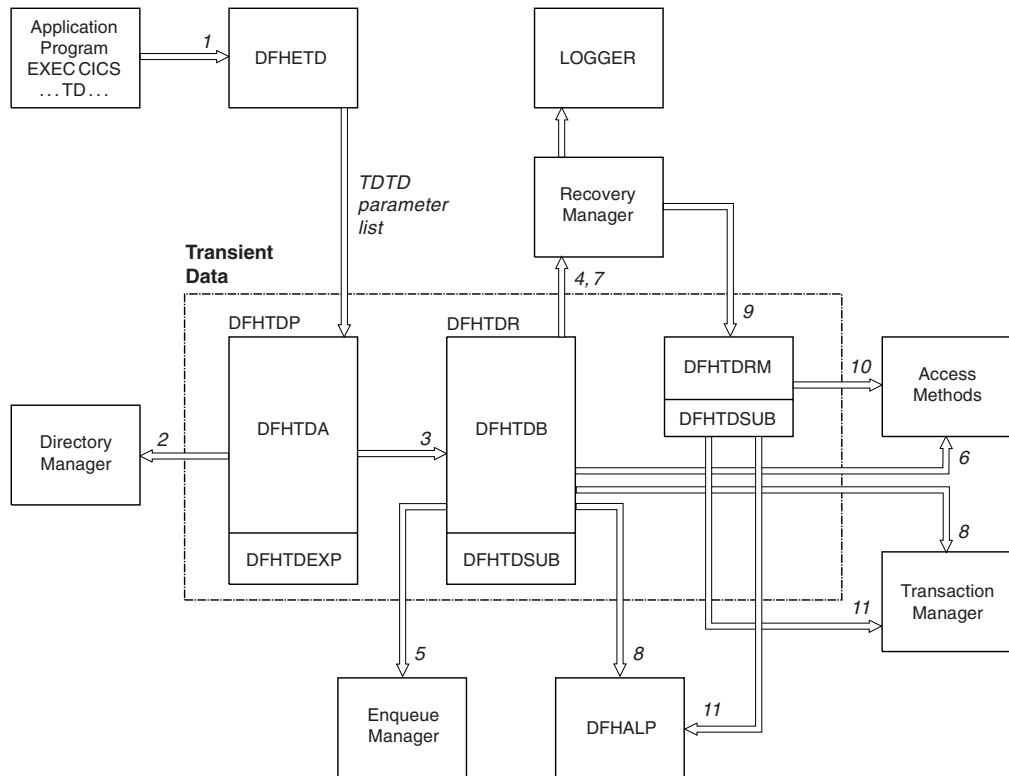 Application
Program
EXEC CICS
...TD...
1
DFHETD
LOGGER
TDTD
parameter
list
Recovery
Manager
Transient
Data
4, 7
9
DFHTDP
DFHTDR
DFHTDRM
DFHTDSUB
10
Access
Methods
Directory
Manager
2
DFHTDA
3
DFHTDB
6
DFHTDEXP
DFHTDSUB
8
Transaction
Manager
11
5
8
Enqueue
Manager
DFHALP
11